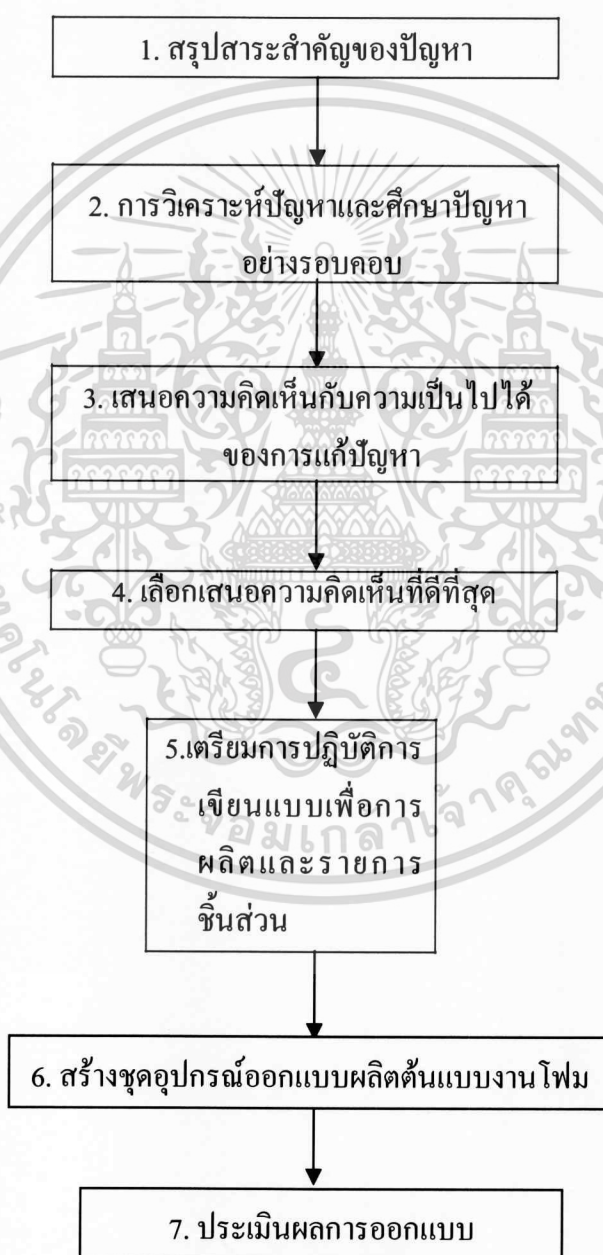 1. สรุปสาระสำคัญของปัญหา
2. การวิเคราะห์ปัญหาและศึกษาปัญหา
อย่างรอบคอบ
3. เสนอความคิดเห็นกับความเป็นไปได้
ของการแก้ปัญหา
4. เลือกเสนอความคิดเห็นที่ดีที่สุด
5.เตรียมการปฏิบัติการ
เขียนแบบเพื่อการ
ผลิตและรายการ
ชิ้นส่วน
6. สร้างชุดอุปกรณ์ออกแบบผลิตต้นแบบงานโฟม
7. ประเมินผลการออกแบบ